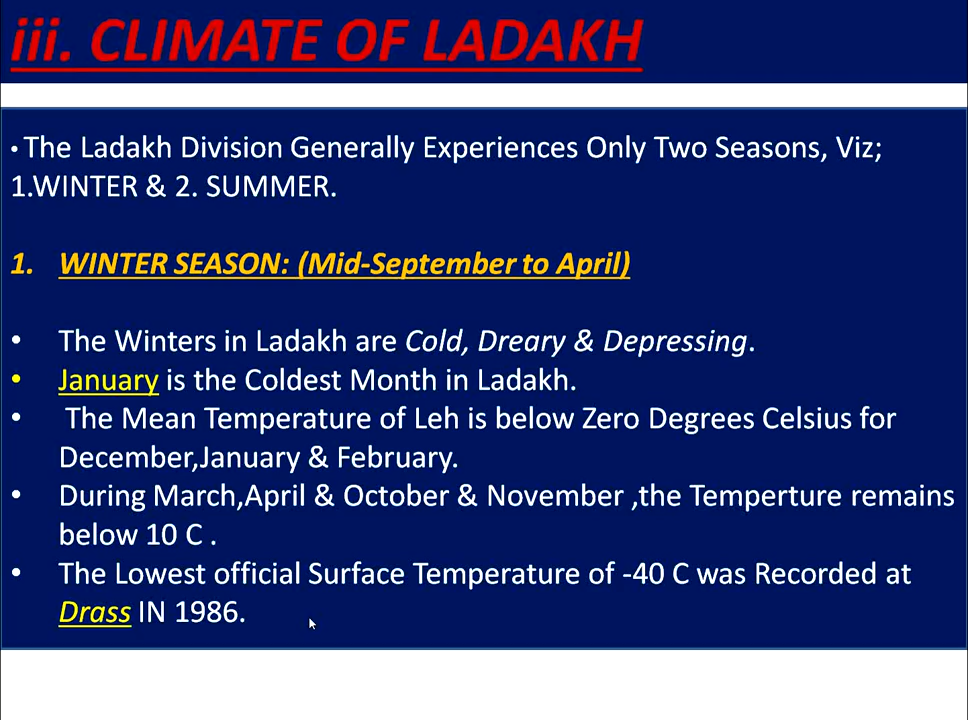 iii. CLIMATE OF LADAKH
• The Ladakh Division Generally Experiences Only Two Seasons, Viz;
1.WINTER & 2. SUMMER.
1. WINTER SEASON: (Mid-September to April)
• The Winters in Ladakh are Cold, Dreary & Depressing.
• January is the Coldest Month in Ladakh.
• The Mean Temperature of Leh is below Zero Degrees Celsius for
December,January & February.
• During March,April & October & November ,the Temperture remains
below 10 C .
• The Lowest official Surface Temperature of -40 C was Recorded at
Drass IN 1986.